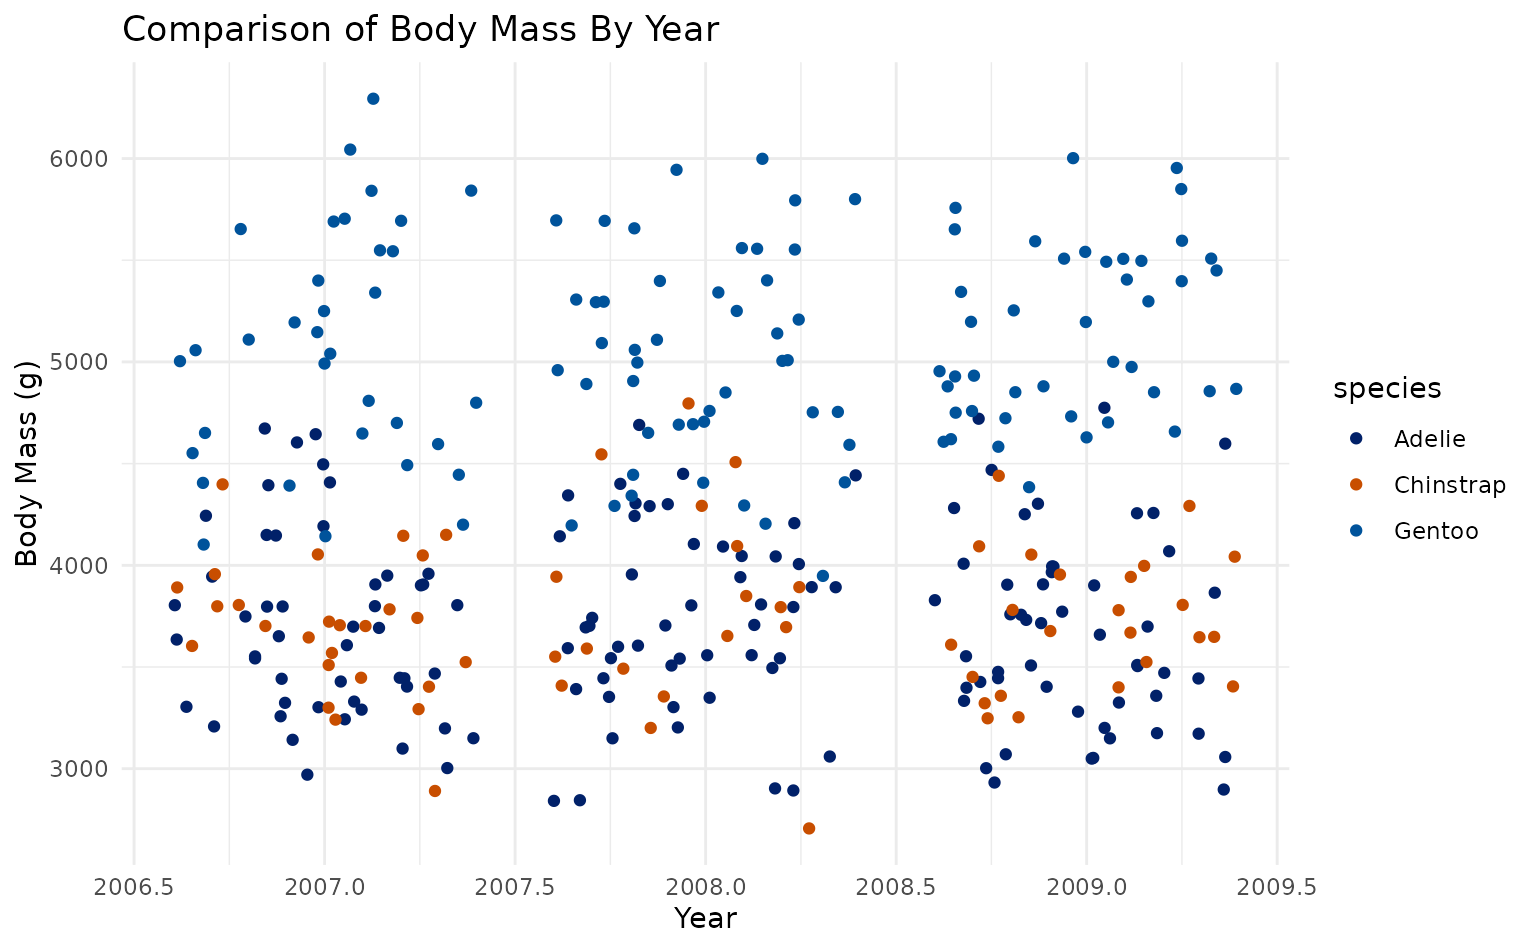 Comparison of Body Mass By Year
6000
5000
4000
3000
Body Mass (g)
2006.5 2007.0 2007.5 2008.0 2008.5 2009.0 2009.5
Year
species
Adelie
Chinstrap
Gentoo